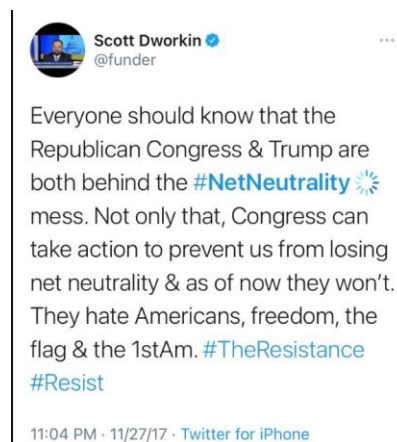 Scott Dworkin
@funder
Everyone should know that the
Republican Congress & Trump are
both behind the #NetNeutrality
mess. Not only that, Congress can
take action to prevent us from losing
net neutrality & as of now they won't.
They hate Americans, freedom, the
flag & the 1stAm. #TheResistance
#Resist
11:04 PM · 11/27/17 · Twitter for iPhone